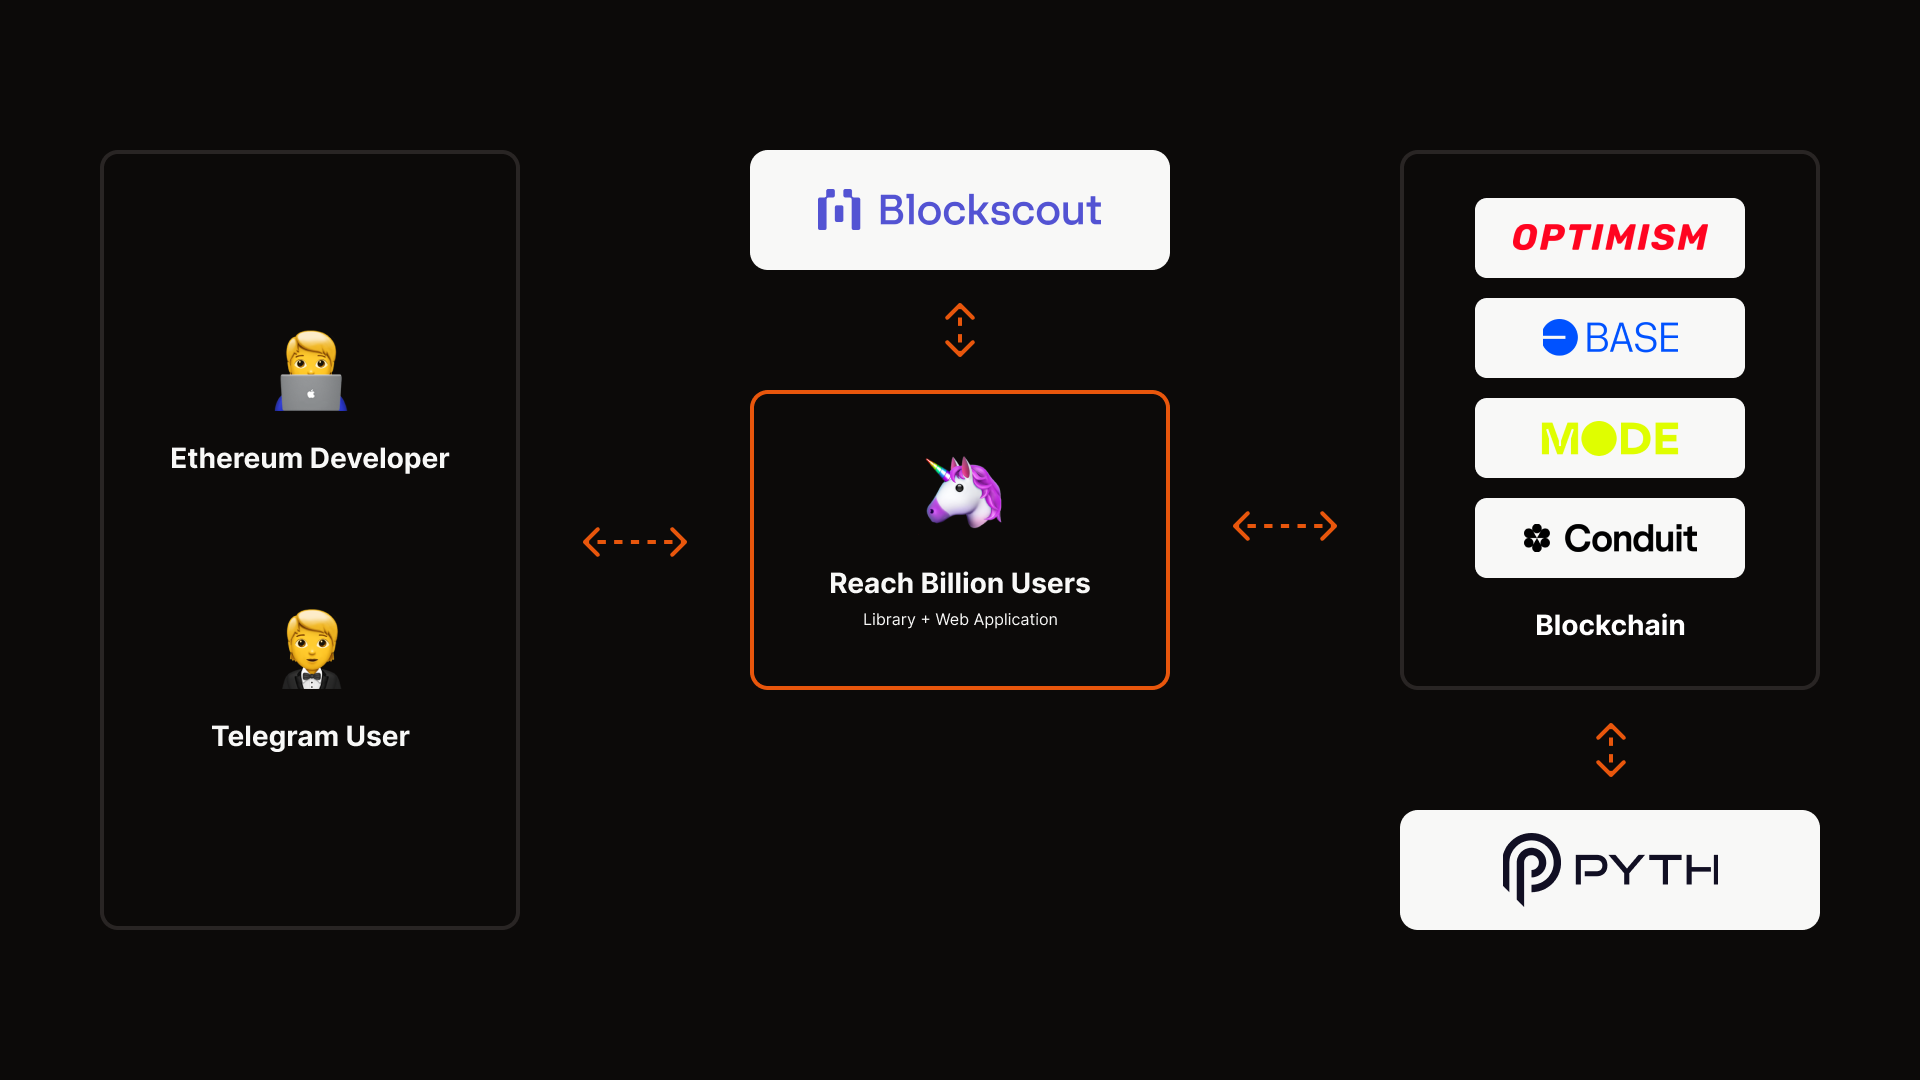 Ethereum Developer
Telegram User
Blockscout
Reach Billion Users
Library + Web Application
OPTIMISM
BASE
MODE
Conduit
Blockchain
PYTH